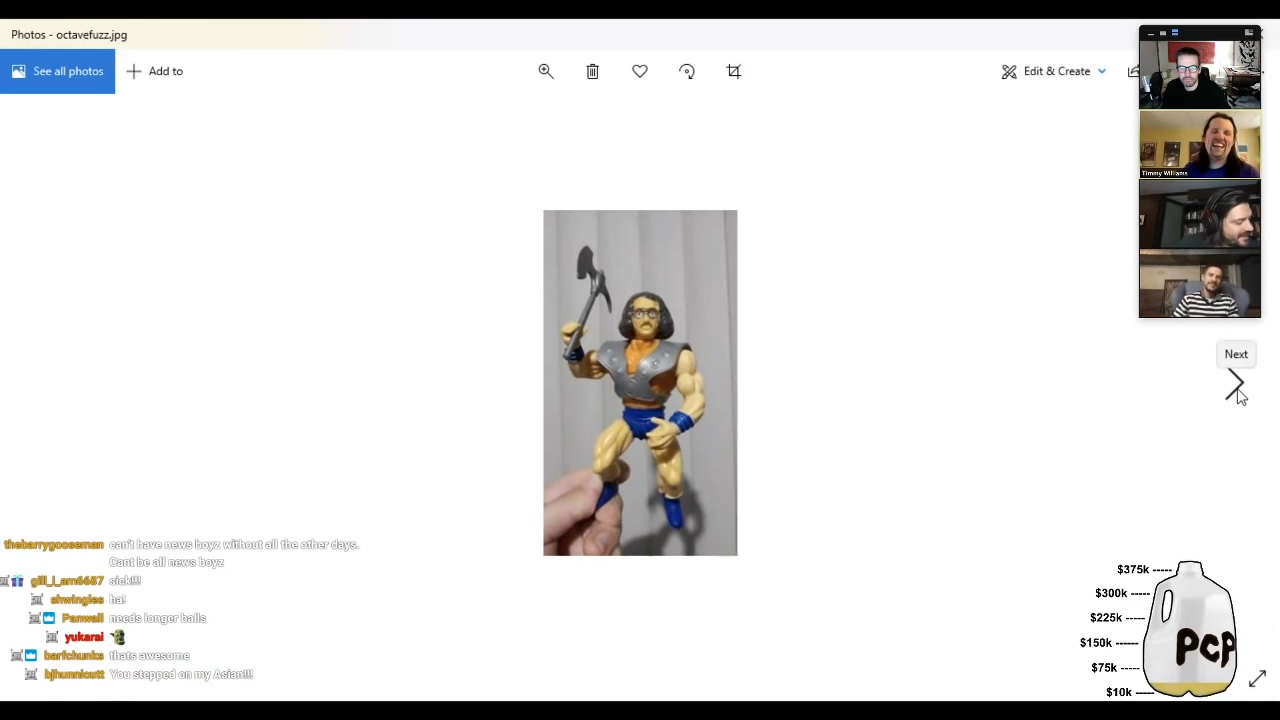 Photos - octavefuzz.jpg
See all photos
Add to
Edit & Create
Timmy Williams
Next
thebarrygooseman can't have news boyz without all the other days.
Cant be all news boyz
gill_i_am6687 sick!!!
shwingles ha!
Panwall needs longer balls
yukarai
barfchunks thats awesome
bjhunnicutt You stepped on my Asian!!!
$375k -----
$300k -----
$225k -----
$150k -----
$75k -----
$10k -----
PCP